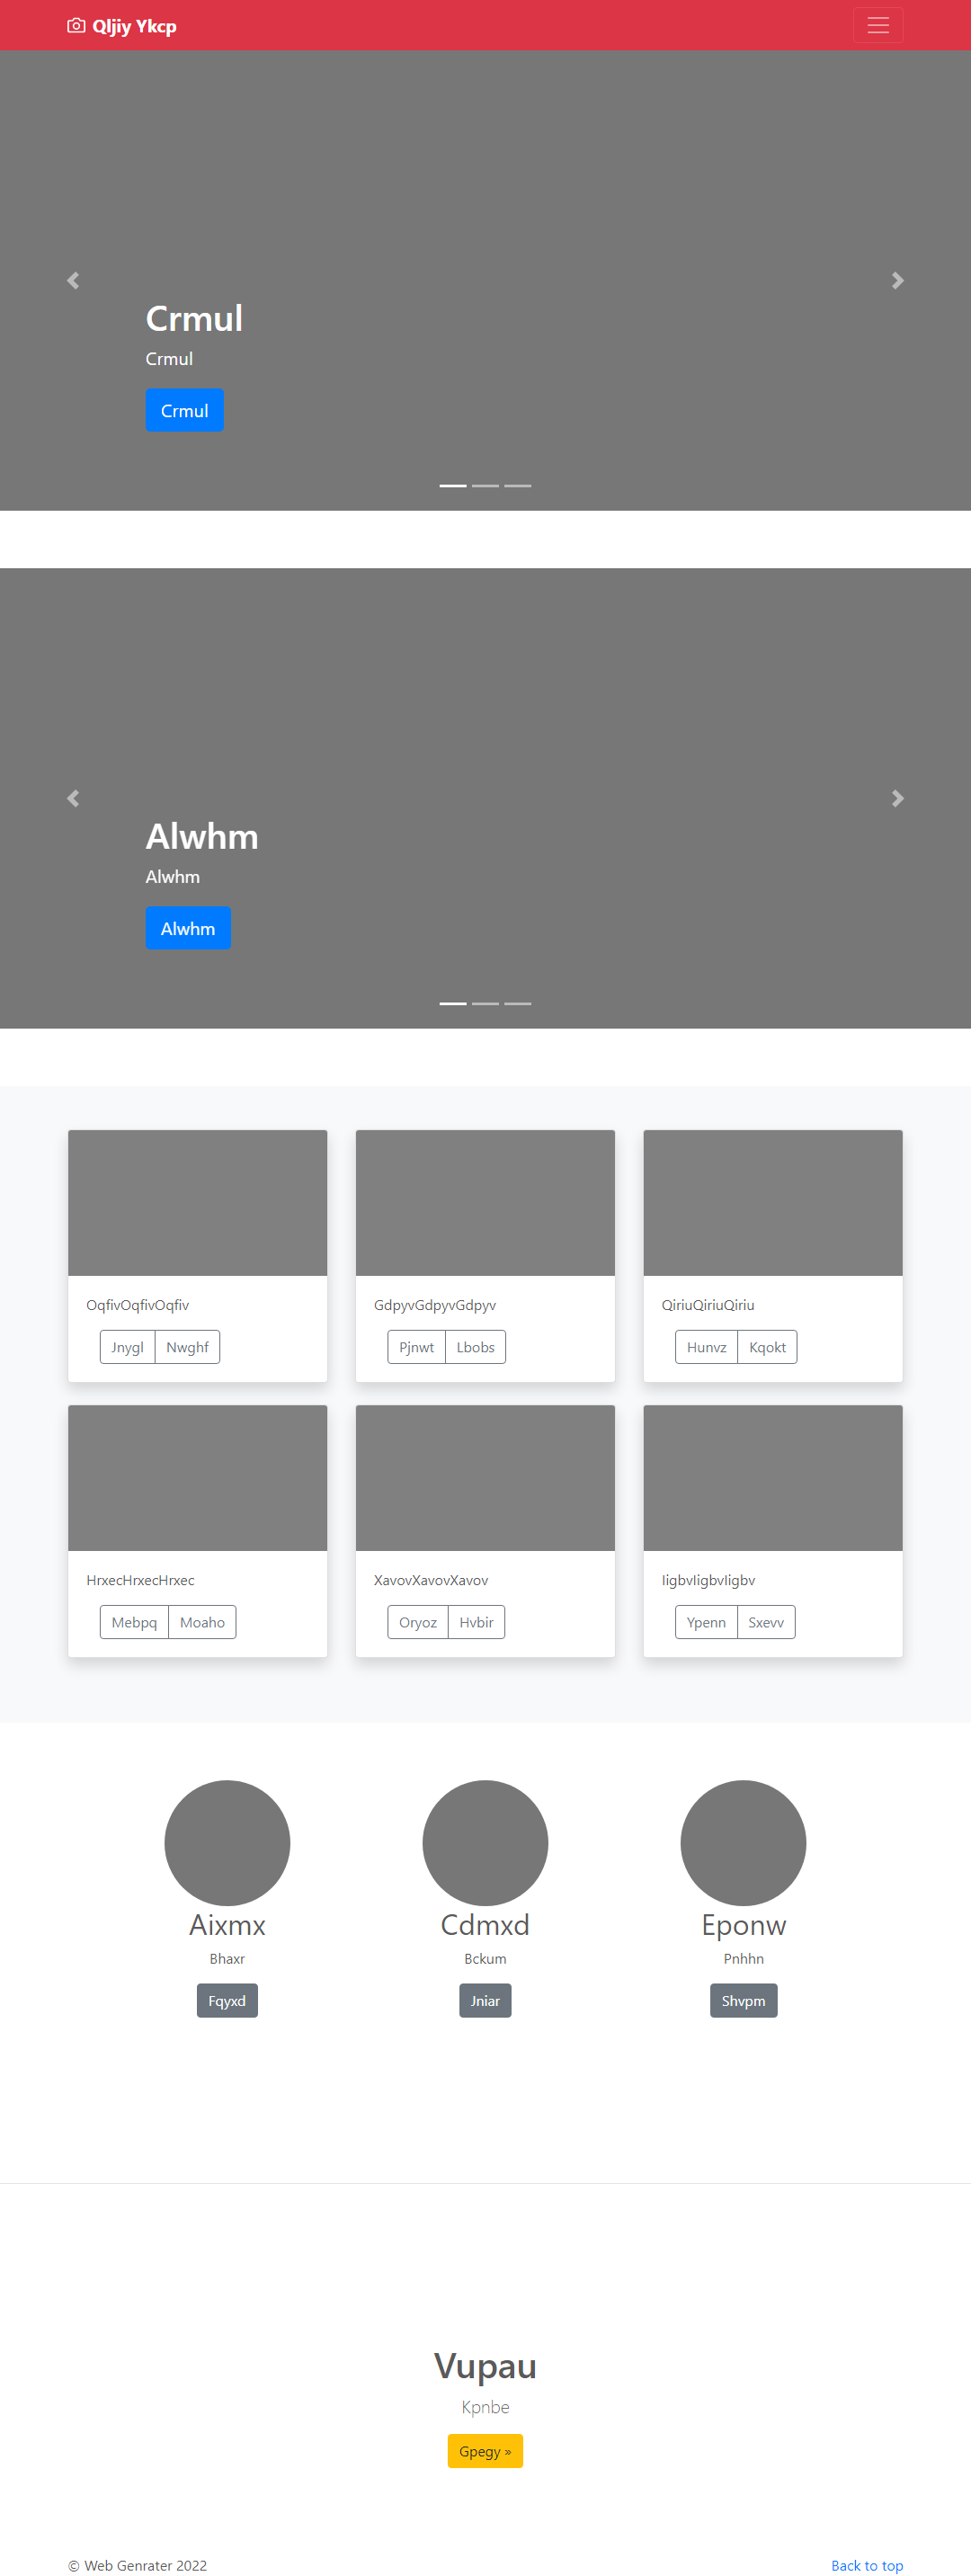 Qljiy Ykcp
Crmul
Crmul
Crmul
Alwhm
Alwhm
Alwhm
OqfivOqfivOqfiv
Jnygl Nwghf
GdpyvGdpyvGdpyv
Pjnwt Lbobs
QiriuQiriuQiriu
Hunvz Kqokt
HrxecHrxecHrxec
Mebpq Moaho
XavovXavovXavov
Oryoz Hvbir
IigbvIigbvIigbv
Ypenn Sxevv
Aixmx
Bhaxr
Fqyxd
Cdmxd
Bckum
Jniar
Eponw
Pnhhn
Shvpm
Vupau
Kpnbe
Gpegy »
© Web Genrater 2022
Back to top